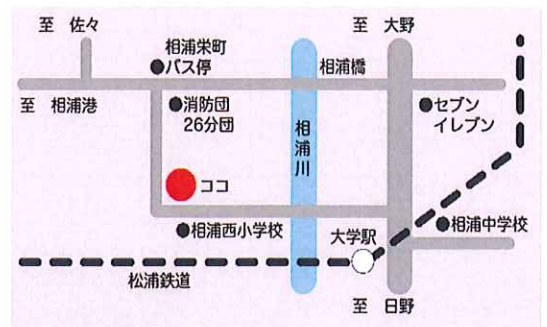 至 佐々
至 大野
相浦栄町
バス停
相浦橋
至 相浦港
消防団
26分団
セブン
イレブン
相浦川
ココ
相浦西小学校
大学駅
相浦中学校
松浦鉄道
至 日野